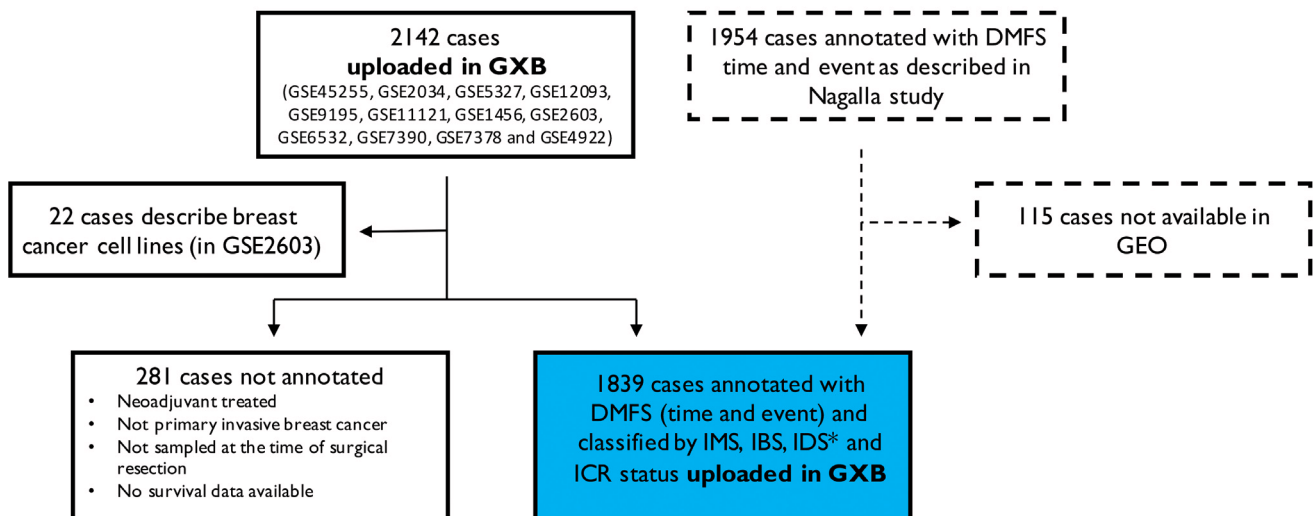 2142 cases
uploaded in GXB
(GSE45255, GSE2034, GSE5327, GSE12093,
GSE9195, GSE11121, GSE1456, GSE2603,
GSE6532, GSE7390, GSE7378 and GSE4922)
1954 cases annotated with DMFS
time and event as described in
Nagalla study
22 cases describe breast
cancer cell lines (in GSE2603)
115 cases not available in
GEO
281 cases not annotated
• Neoadjuvant treated
• Not primary invasive breast cancer
• Not sampled at the time of surgical
resection
• No survival data available
1839 cases annotated with
DMFS (time and event) and
classified by IMS, IBS, IDS* and
ICR status uploaded in GXB